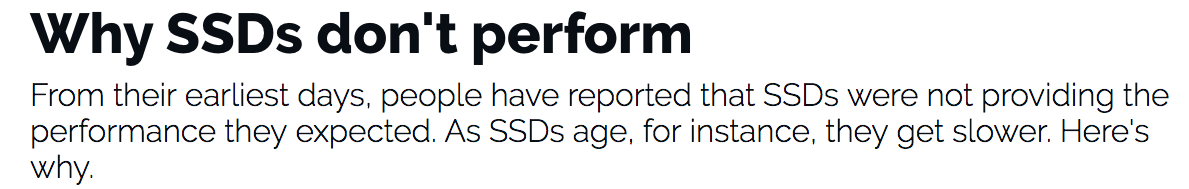 Why SSDs don't perform
From their earliest days, people have reported that SSDs were not providing the
performance they expected. As SSDs age, for instance, they get slower. Here's
why.